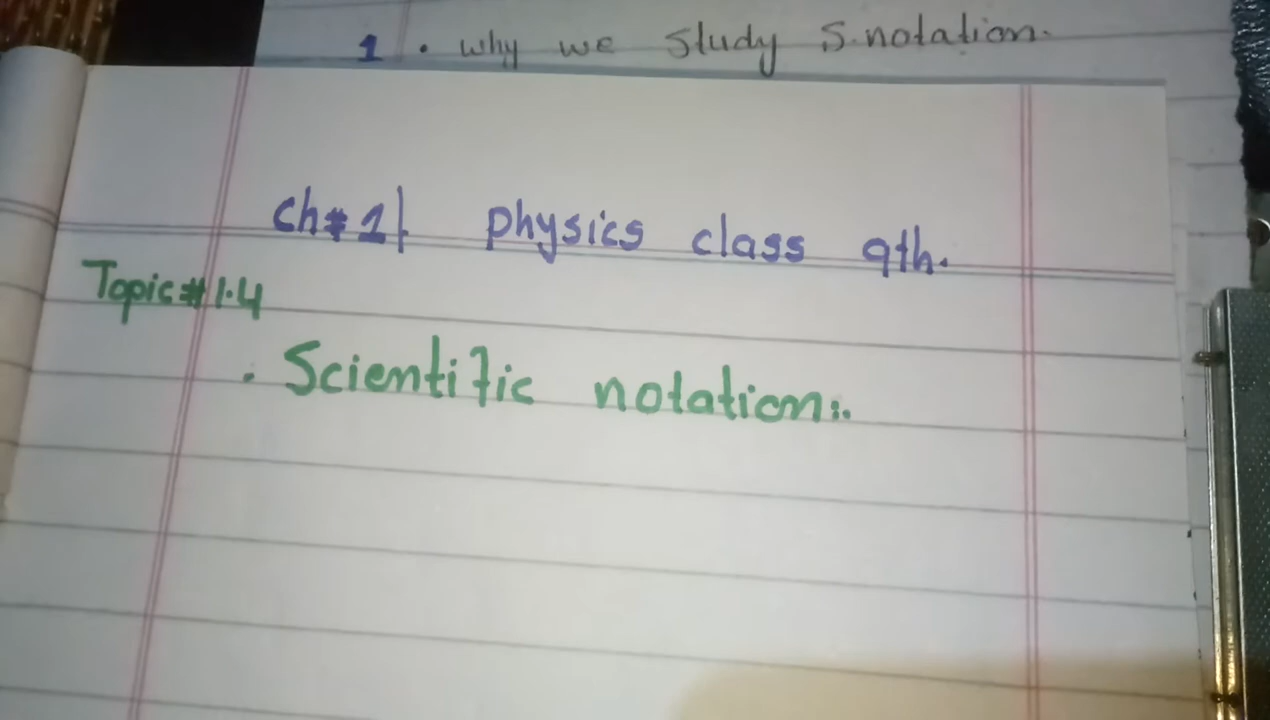 1 . why we study S.notation.
ch#1| physics class 9th.
Topic#1.4
. Scientific notation:.